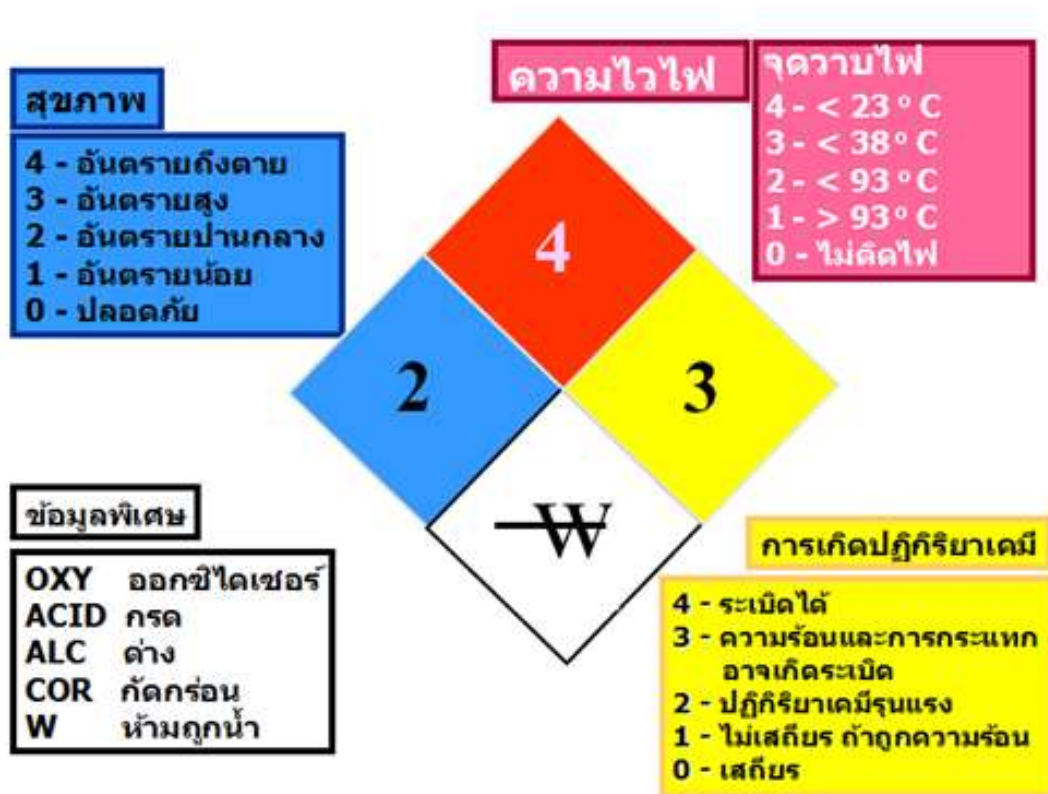 สุขภาพ
4 - อันตรายถึงตาย
3 - อันตรายสูง
2 - อันตรายปานกลาง
1 - อันตรายน้อย
0 - ปลอดภัย
ความไวไฟ
จุดวาบไฟ
4 - < 23 ° C
3 - < 38° C
2 - < 93 ° C
1 - > 93° C
0 - ไม่ติดไฟ
4
2
3
W
ข้อมูลพิเศษ
OXY ออกซิไดเซอร์
ACID กรด
ALC ด่าง
COR กัดกร่อน
W ห้ามถูกน้ำ
การเกิดปฏิกิริยาเคมี
4 - ระเบิดได้
3 - ความร้อนและการกระแทก
อาจเกิดระเบิด
2 - ปฏิกิริยาเคมีรุนแรง
1 - ไม่เสถียร ถ้าถูกความร้อน
0 - เสถียร